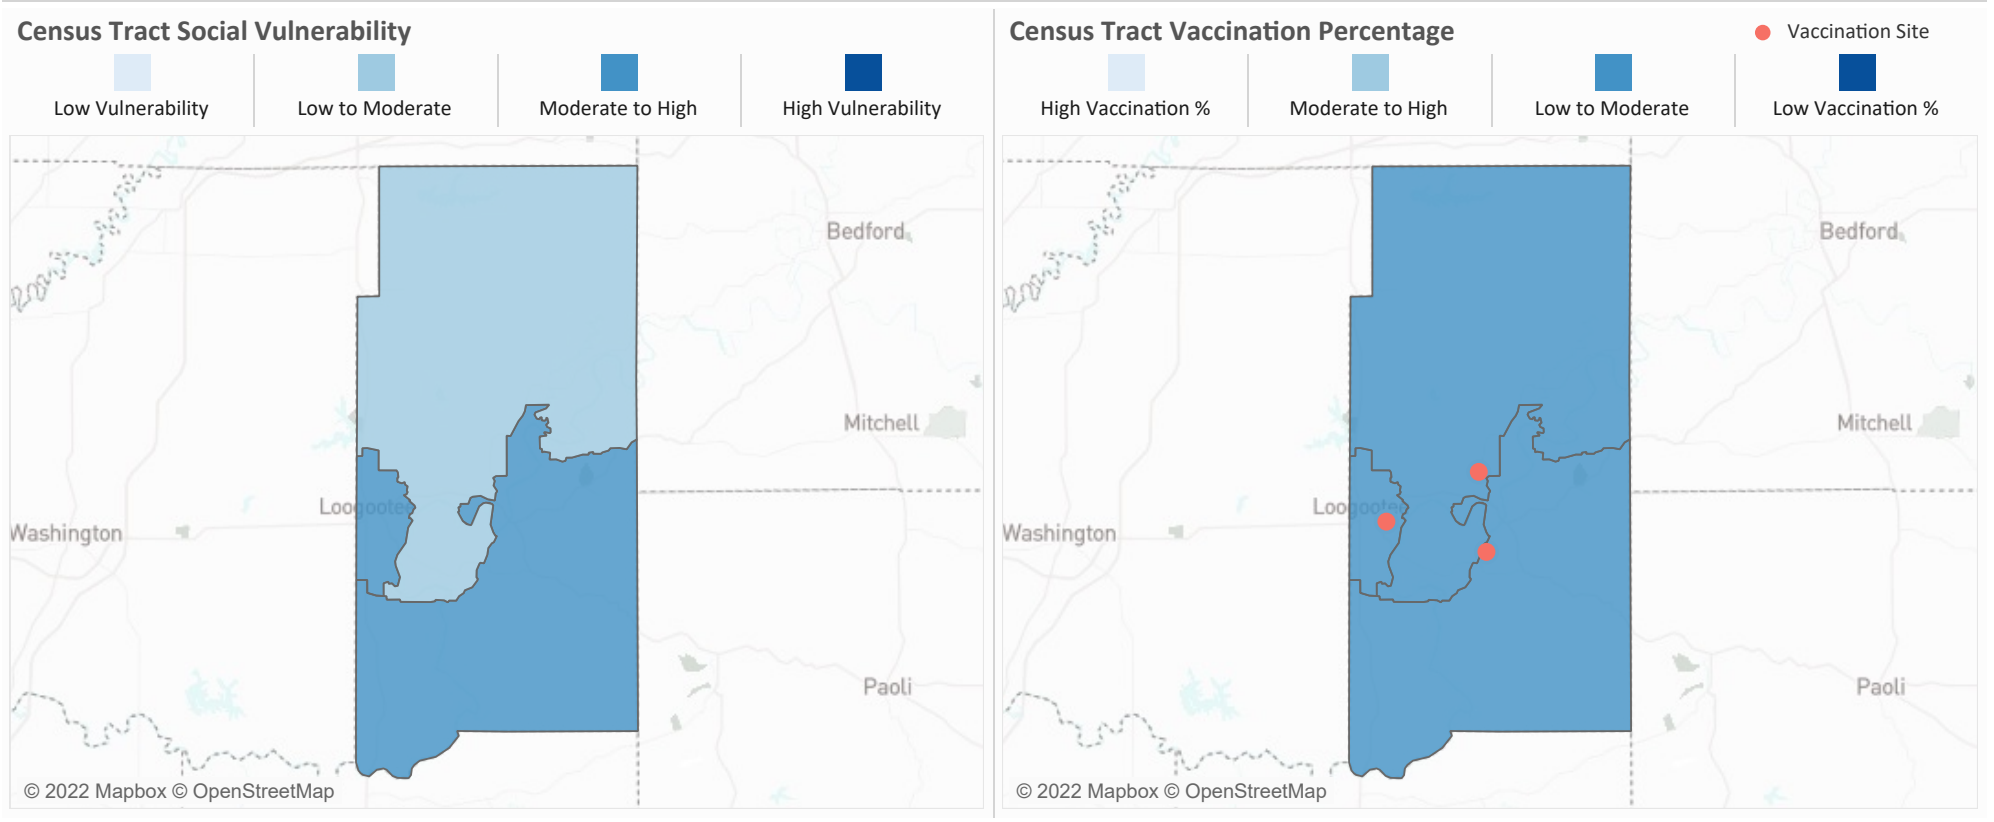 Census Tract Social Vulnerability
Low Vulnerability
Low to Moderate
Moderate to High
High Vulnerability
Bedford
Mitchell
Loogootee
Washington
Paoli
© 2022 Mapbox © OpenStreetMap
Census Tract Vaccination Percentage
Vaccination Site
High Vaccination %
Moderate to High
Low to Moderate
Low Vaccination %
Bedford
Mitchell
Loogootee
Washington
Paoli
© 2022 Mapbox © OpenStreetMap